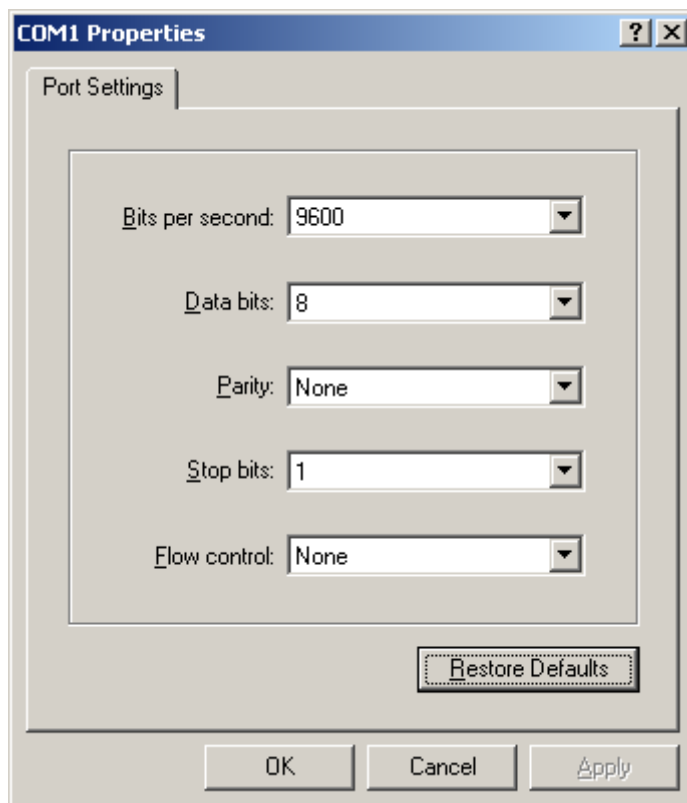 COM1 Properties
Port Settings
Bits per second: 9600
Data bits: 8
Parity: None
Stop bits: 1
Flow control: None
Restore Defaults
OK Cancel Apply